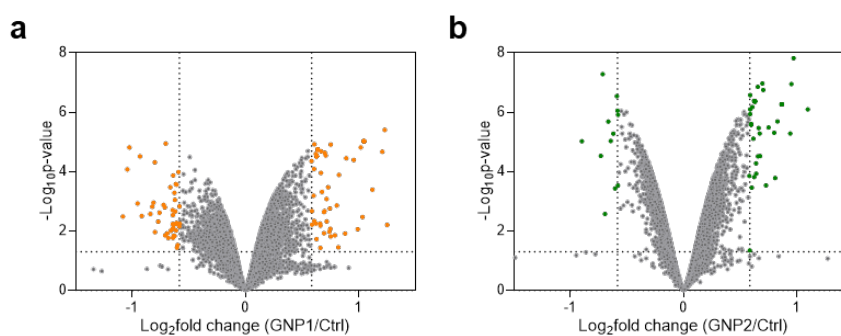 a
b
8
6
4
2
0
-Log10p-value
-1
0
1
Log2fold change (GNP1/Ctrl)
8
6
4
2
0
-Log10p-value
-1
0
1
Log2fold change (GNP2/Ctrl)